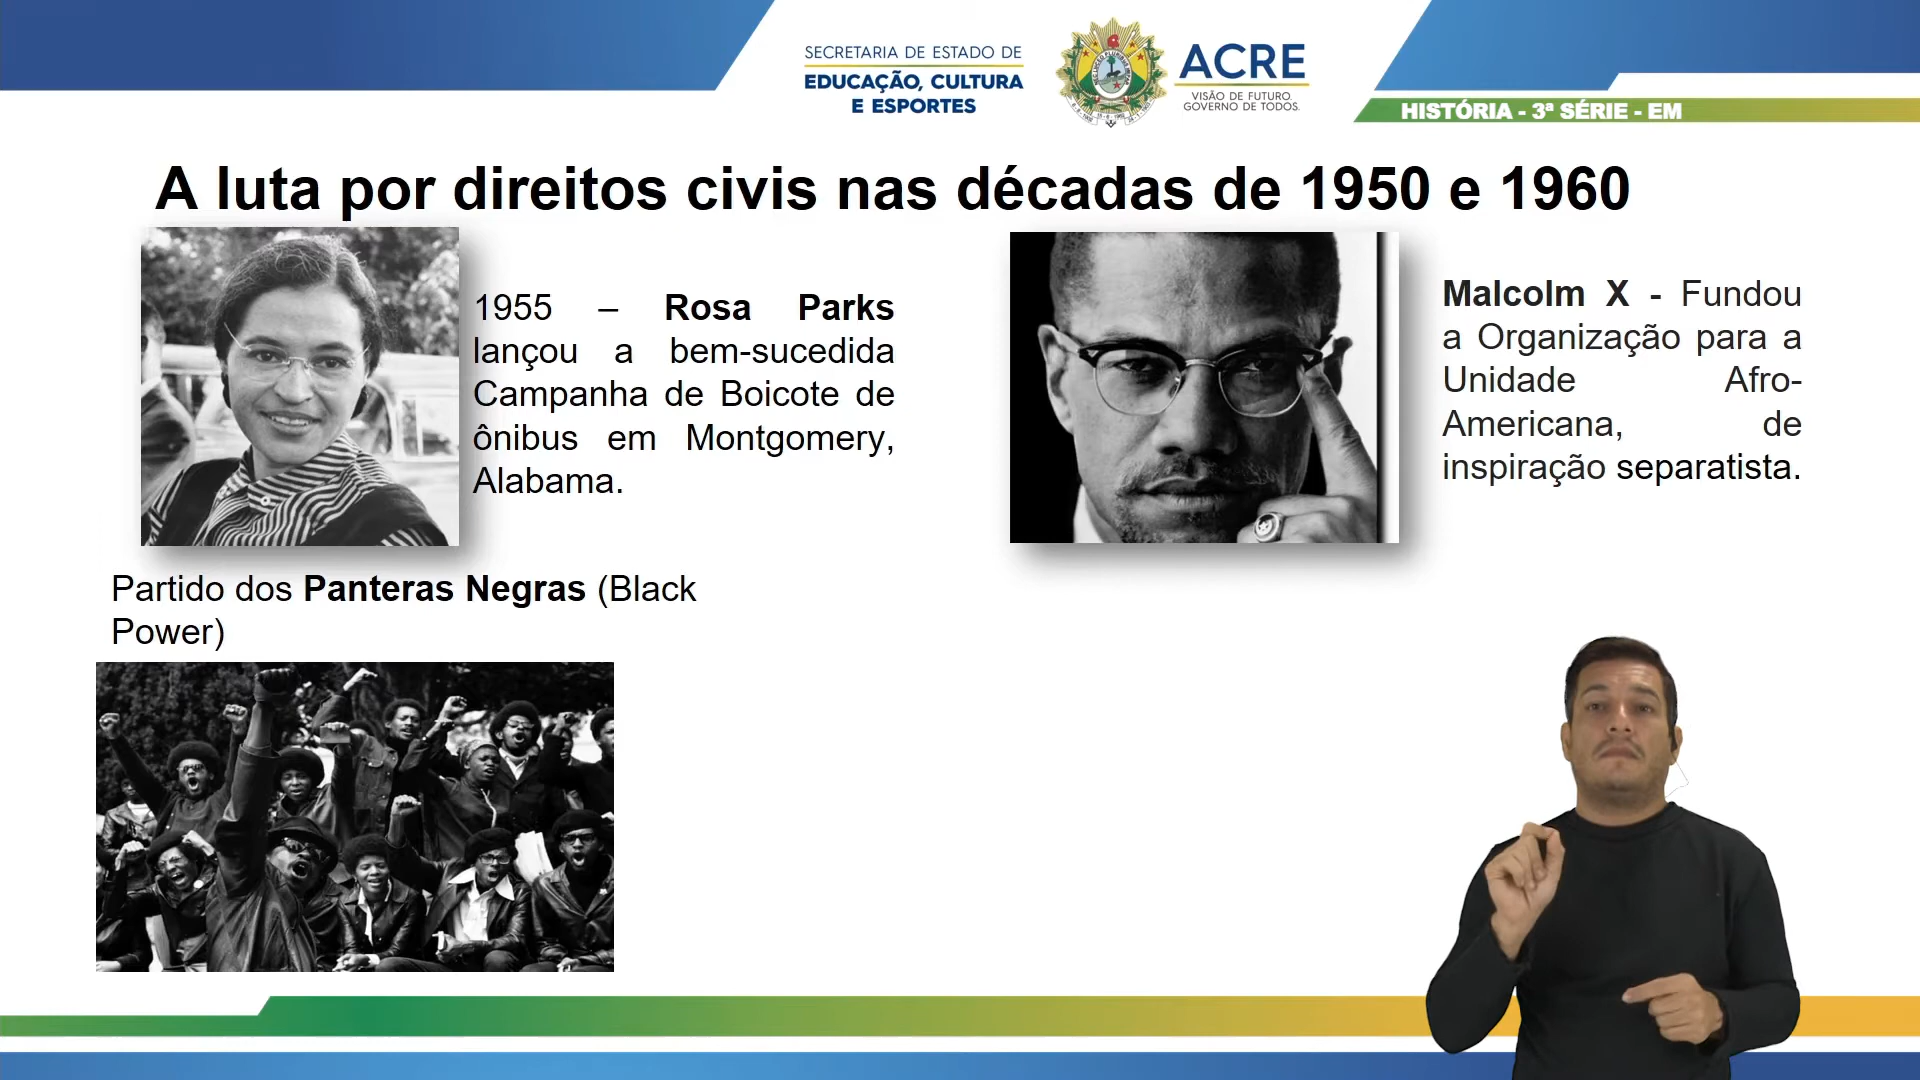 SECRETARIA DE ESTADO DE
EDUCAÇÃO, CULTURA
E ESPORTES
ACRE
VISÃO DE FUTURO.
GOVERNO DE TODOS.
HISTÓRIA - 3ª SÉRIE - EM
A luta por direitos civis nas décadas de 1950 e 1960
1955 – Rosa Parks
lançou a bem-sucedida
Campanha de Boicote de
ônibus em Montgomery,
Alabama.
Malcolm X - Fundou
a Organização para a
Unidade Afro-
Americana, de
inspiração separatista.
Partido dos Panteras Negras (Black
Power)